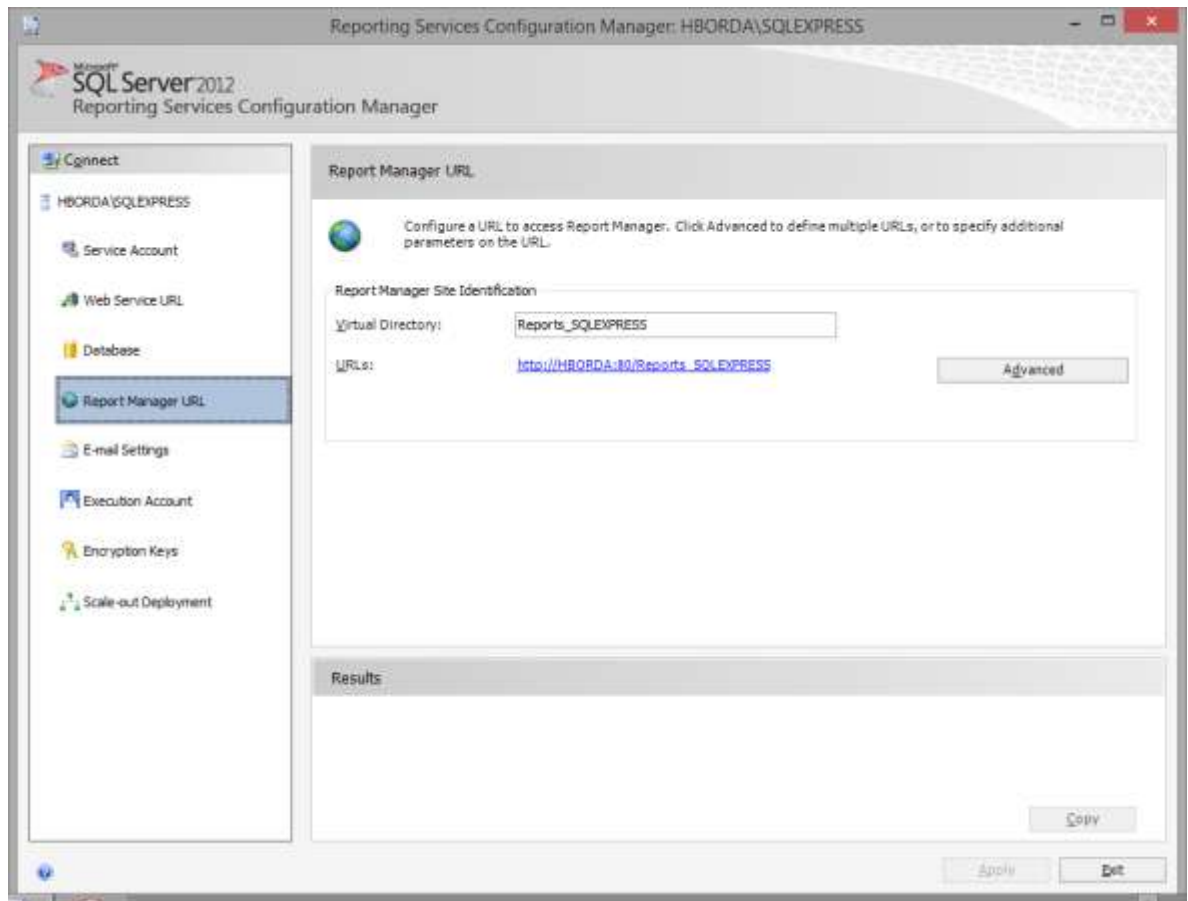 Reporting Services Configuration Manager: HBORDA\SQLEXPRESS
Microsoft
SQL Server 2012
Reporting Services Configuration Manager
Connect
HBORDA\SQLEXPRESS
Service Account
Web Service URL
Database
Report Manager URL
E-mail Settings
Execution Account
Encryption Keys
Scale-out Deployment
Report Manager URL
Configure a URL to access Report Manager. Click Advanced to define multiple URLs, or to specify additional
parameters on the URL.
Report Manager Site Identification
Virtual Directory:
Reports_SQLEXPRESS
URLs:
http://HBORDA:80/Reports_SQLEXPRESS
Advanced
Results
Copy
Apply
Exit